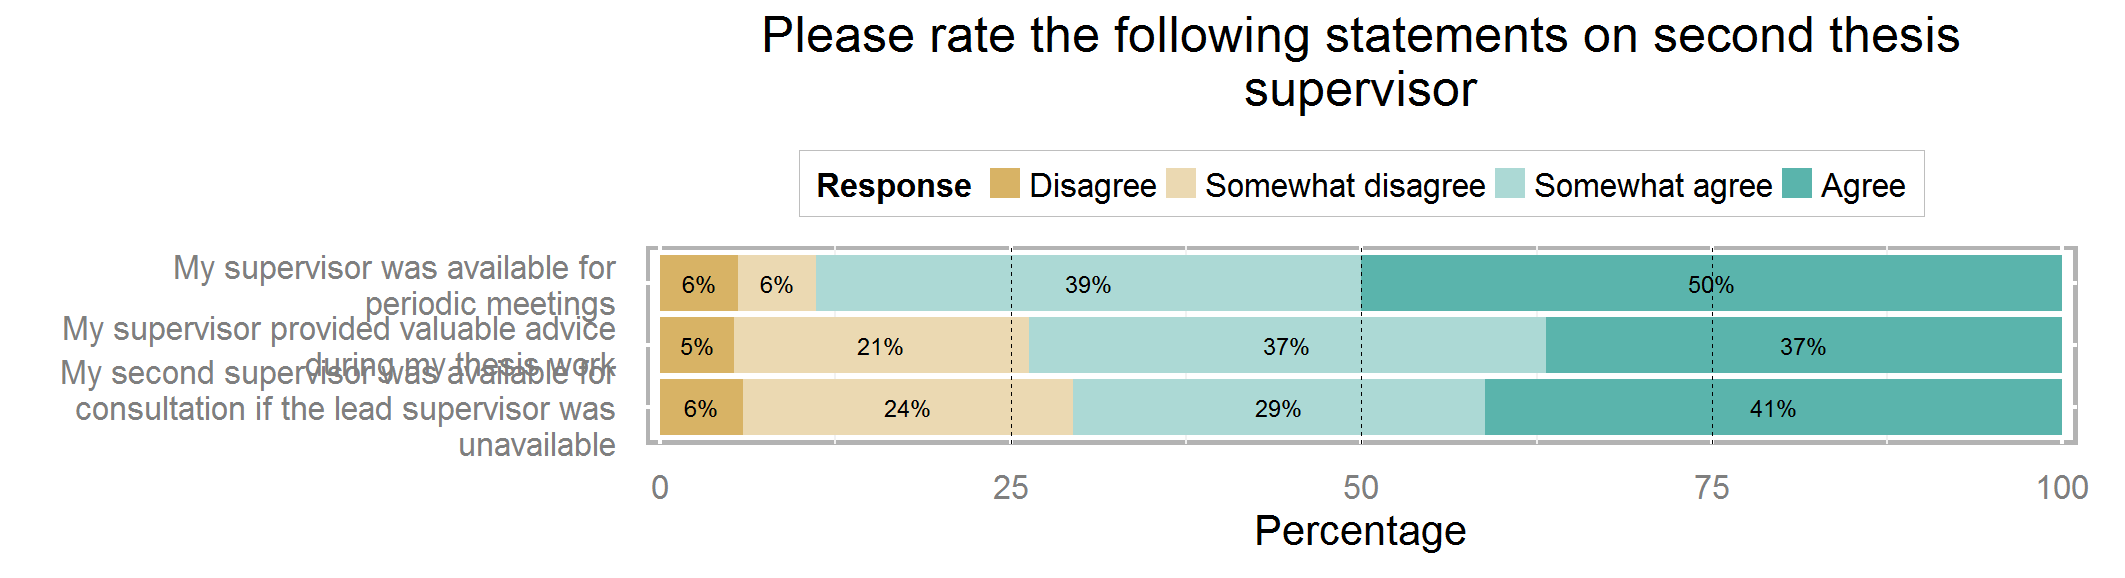 Please rate the following statements on second thesis
supervisor
Response Disagree Somewhat disagree Somewhat agree Agree
My supervisor was available for
periodic meetings
6% 6% 39% 50%
My supervisor provided valuable advice
during my thesis work
5% 21% 37% 37%
My second supervisor was available for
consultation if the lead supervisor was
unavailable
6% 24% 29% 41%
0 25 50 75 100
Percentage